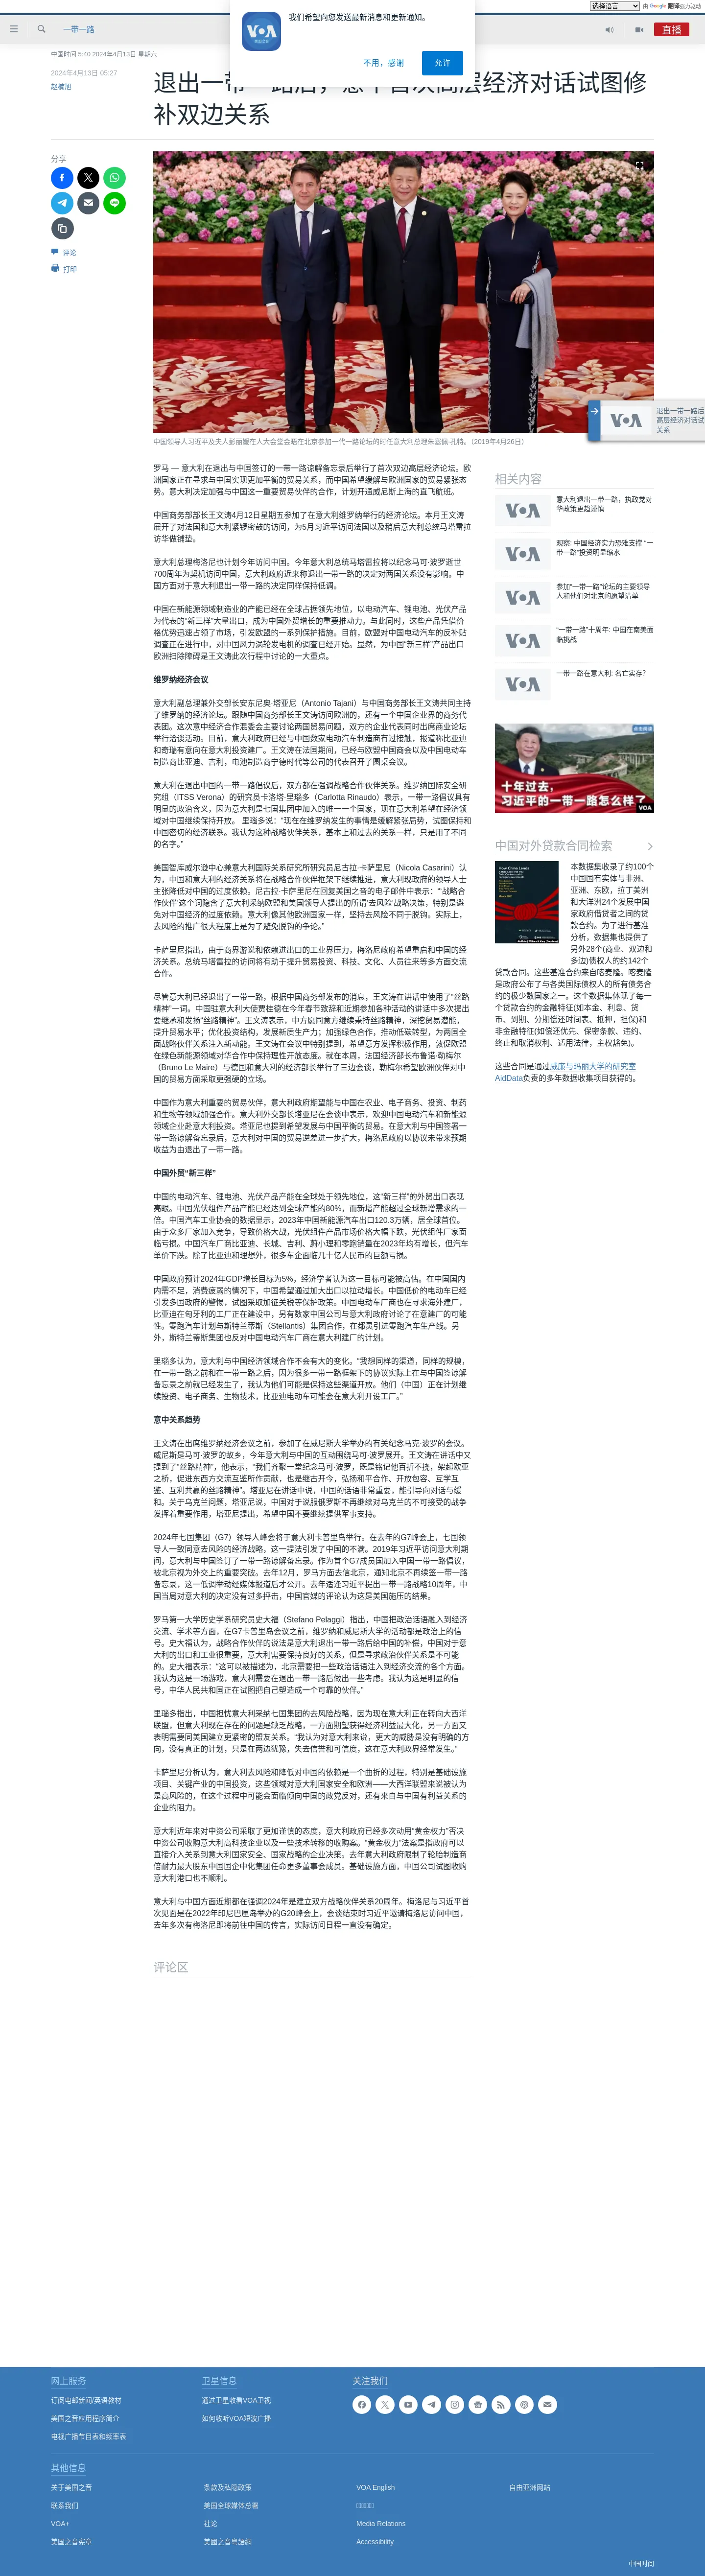 选择语言
由 Google 翻译强力驱动
VOA
美国之音
我们希望向您发送最新消息和更新通知。
不用，感谢
允许
一带一路
直播
中国时间 5:40 2024年4月13日 星期六
2024年4月13日 05:27
赵檎旭
退出一带一路后，意中首次高层经济对话试图修补双边关系
分享
评论
打印
中国领导人习近平及夫人彭丽媛在人大会堂会晤在北京参加一代一路论坛的时任意大利总理朱塞佩·孔特。（2019年4月26日）
VOA
退出一带一路后
高层经济对话试
关系
罗马 — 意大利在退出与中国签订的一带一路谅解备忘录后举行了首次双边高层经济论坛。欧洲国家正在寻求与中国实现更加平衡的贸易关系，而中国希望缓解与欧洲国家的贸易紧张态势。意大利决定加强与中国这一重要贸易伙伴的合作，计划开通威尼斯上海的直飞航班。
中国商务部部长王文涛4月12日星期五参加了在意大利维罗纳举行的经济论坛。本月王文涛展开了对法国和意大利紧锣密鼓的访问，为5月习近平访问法国以及稍后意大利总统马塔雷拉访华做铺垫。
意大利总理梅洛尼也计划今年访问中国。今年意大利总统马塔雷拉将以纪念马可·波罗逝世700周年为契机访问中国，意大利政府近来称退出一带一路的决定对两国关系没有影响。中国方面对于意大利退出一带一路的决定同样保持低调。
中国在新能源领域制造业的产能已经在全球占据领先地位，以电动汽车、锂电池、光伏产品为代表的“新三样”大量出口，成为中国外贸增长的重要推动力。与此同时，这些产品凭借价格优势迅速占领了市场，引发欧盟的一系列保护措施。目前，欧盟对中国电动汽车的反补贴调查正在进行中，对中国风力涡轮发电机的调查已经开始。显然，为中国“新三样”产品出口欧洲扫除障碍是王文涛此次行程中讨论的一大重点。
维罗纳经济会议
意大利副总理兼外交部长安东尼奥·塔亚尼（Antonio Tajani）与中国商务部长王文涛共同主持了维罗纳的经济论坛。跟随中国商务部长王文涛访问欧洲的，还有一个中国企业界的商务代表团。这次意中经济合作混委会主要讨论两国贸易问题，双方的企业代表同时出席商业论坛举行洽谈活动。目前，意大利政府已经与中国数家电动汽车制造商有过接触，报道称比亚迪和奇瑞有意向在意大利投资建厂。王文涛在法国期间，已经与欧盟中国商会以及中国电动车制造商比亚迪、吉利，电池制造商宁德时代等公司的代表召开了圆桌会议。
意大利在退出中国的一带一路倡议后，双方都在强调战略合作伙伴关系。维罗纳国际安全研究组（ITSS Verona）的研究员卡洛塔·里瑙多（Carlotta Rinaudo）表示，一带一路倡议具有明显的政治含义，因为意大利是七国集团中加入的唯一一个国家，现在意大利希望能在经济领域对中国继续保持开放。 里瑙多说：“现在在维罗纳发生的事情是缓解紧张局势，试图保持和中国密切的经济联系。我认为这种战略伙伴关系，基本上和过去的关系一样，只是用了不同的名字。”
美国智库威尔逊中心兼意大利国际关系研究所研究员尼古拉·卡萨里尼（Nicola Casarini）认为，中国和意大利的经济关系将在战略合作伙伴框架下继续推进，意大利现政府的领导人士主张降低对中国的过度依赖。尼古拉·卡萨里尼在回复美国之音的电子邮件中表示：“‘战略合作伙伴’这个词隐含了意大利采纳欧盟和美国领导人提出的所谓‘去风险’战略决策，特别是避免对中国经济的过度依赖。意大利像其他欧洲国家一样，坚持去风险不同于脱钩。实际上，去风险的推广很大程度上是为了避免脱钩的争论。”
卡萨里尼指出，由于商界游说和依赖进出口的工业界压力，梅洛尼政府希望重启和中国的经济关系。总统马塔雷拉的访问将有助于提升贸易投资、科技、文化、人员往来等多方面交流合作。
尽管意大利已经退出了一带一路，根据中国商务部发布的消息，王文涛在讲话中使用了“丝路精神”一词。中国驻意大利大使贾桂德在今年春节致辞和近期参加各种活动的讲话中多次提出要继承和发扬“丝路精神”。王文涛表示，中方愿同意方继续秉持丝路精神，深挖贸易潜能，提升贸易水平；优化投资结构，发展新质生产力；加强绿色合作，推动低碳转型，为两国全面战略伙伴关系注入新动能。王文涛在会议中特别提到，希望意方发挥积极作用，敦促欧盟在绿色新能源领域对华合作中保持理性开放态度。就在本周，法国经济部长布鲁诺·勒梅尔（Bruno Le Maire）与德国和意大利的经济部长举行了三边会谈，勒梅尔希望欧洲伙伴对中国的贸易方面采取更强硬的立场。
中国作为意大利重要的贸易伙伴，意大利政府期望能与中国在农业、电子商务、投资、制药和生物等领域加强合作。意大利外交部长塔亚尼在会谈中表示，欢迎中国电动汽车和新能源领域企业赴意大利投资。塔亚尼也提到希望发展与中国平衡的贸易。在意大利与中国签署一带一路谅解备忘录后，意大利对中国的贸易逆差进一步扩大，梅洛尼政府以协议未带来预期收益为由退出了一带一路。
中国外贸“新三样”
中国的电动汽车、锂电池、光伏产品产能在全球处于领先地位，这“新三样”的外贸出口表现亮眼。中国光伏组件产品产能已经达到全球产能的80%，而新增产能超过全球新增需求的一倍。中国汽车工业协会的数据显示，2023年中国新能源汽车出口120.3万辆，居全球首位。由于众多厂家加入竞争，导致价格大战，光伏组件产品市场价格大幅下跌，光伏组件厂家面临亏损。中国汽车厂商比亚迪、长城、吉利、蔚小理和零跑销量在2023年均有增长，但汽车单价下跌。除了比亚迪和理想外，很多车企面临几十亿人民币的巨额亏损。
中国政府预计2024年GDP增长目标为5%，经济学者认为这一目标可能被高估。在中国国内内需不足，消费疲弱的情况下，中国希望通过加大出口以拉动增长。中国低价的电动车已经引发多国政府的警惕，试图采取加征关税等保护政策。中国电动车厂商也在寻求海外建厂，比亚迪在匈牙利的工厂正在建设中，另有数家中国公司与意大利政府讨论了在意建厂的可能性。零跑汽车计划与斯特兰蒂斯（Stellantis）集团合作，在都灵引进零跑汽车生产线。另外，斯特兰蒂斯集团也反对中国电动汽车厂商在意大利建厂的计划。
里瑙多认为，意大利与中国经济领域合作不会有大的变化。“我想同样的渠道，同样的规模，在一带一路之前和在一带一路之后，因为很多一带一路框架下的协议实际上在与中国签谅解备忘录之前就已经发生了，我认为他们可能是保持这些渠道开放。他们（中国）正在计划继续投资、电子商务、生物技术，比亚迪电动车可能会在意大利开设工厂。”
意中关系趋势
王文涛在出席维罗纳经济会议之前，参加了在威尼斯大学举办的有关纪念马克·波罗的会议。威尼斯是马可·波罗的故乡，今年意大利与中国的互动围绕马可·波罗展开。王文涛在讲话中又提到了“丝路精神”，他表示，“我们齐聚一堂纪念马可·波罗，既是铭记他百折不挠，架起欧亚之桥，促进东西方交流互鉴所作贡献，也是继古开今，弘扬和平合作、开放包容、互学互鉴、互利共赢的丝路精神”。塔亚尼在讲话中说，中国的话语非常重要，能引导向对话与缓和。关于乌克兰问题，塔亚尼说，中国对于说服俄罗斯不再继续对乌克兰的不可接受的战争发挥着重要作用，塔亚尼提出，希望中国不要继续提供军事支持。
2024年七国集团（G7）领导人峰会将于意大利卡普里岛举行。在去年的G7峰会上，七国领导人一致同意去风险的经济战略，这一提法引发了中国的不满。2019年习近平访问意大利期间，意大利与中国签订了一带一路谅解备忘录。作为首个G7成员国加入中国一带一路倡议，被北京视为外交上的重要突破。去年12月，罗马方面去信北京，通知北京不再续签一带一路备忘录，这一低调举动经媒体报道后才公开。去年适逢习近平提出一带一路战略10周年，中国当局对意大利的决定没有过多抨击，中国官媒的评论认为这是美国施压的结果。
罗马第一大学历史学系研究员史大福（Stefano Pelaggi）指出，中国把政治话语融入到经济交流、学术等方面，在G7卡普里岛会议之前，维罗纳和威尼斯大学的活动都是政治上的信号。史大福认为，战略合作伙伴的说法是意大利退出一带一路后给中国的补偿，中国对于意大利的出口和工业很重要，意大利需要保持良好的关系，但是寻求政治伙伴关系是不可能的。史大福表示：“这可以被描述为，北京需要把一些政治话语注入到经济交流的各个方面。我认为这是一场游戏，意大利需要在退出一带一路后做出一些考虑。我认为这是明显的信号，中华人民共和国正在试图把自己塑造成一个可靠的伙伴。”
里瑙多指出，中国担忧意大利采纳七国集团的去风险战略，因为现在意大利正在转向大西洋联盟，但意大利现在存在的问题是缺乏战略，一方面期望获得经济利益最大化，另一方面又表明需要同美国建立更紧密的盟友关系。“我认为对意大利来说，更大的威胁是没有明确的方向，没有真正的计划，只是在两边犹豫，失去信誉和可信度，这在意大利政界经常发生。”
卡萨里尼分析认为，意大利去风险和降低对中国的依赖是一个曲折的过程，特别是基础设施项目、关键产业的中国投资，这些领域对意大利国家安全和欧洲——大西洋联盟来说被认为是高风险的，在这个过程中可能会面临倾向中国的政党反对，还有来自与中国有利益关系的企业的阻力。
意大利近年来对中资公司采取了更加谨慎的态度，意大利政府已经多次动用“黄金权力”否决中资公司收购意大利高科技企业以及一些技术转移的收购案。“黄金权力”法案是指政府可以直接介入关系到意大利国家安全、国家战略的企业决策。去年意大利政府限制了轮胎制造商倍耐力最大股东中国国企中化集团任命更多董事会成员。基础设施方面，中国公司试图收购意大利港口也不顺利。
意大利与中国方面近期都在强调2024年是建立双方战略伙伴关系20周年。梅洛尼与习近平首次见面是在2022年印尼巴厘岛举办的G20峰会上，会谈结束时习近平邀请梅洛尼访问中国，去年多次有梅洛尼即将前往中国的传言，实际访问日程一直没有确定。
相关内容
VOA
意大利退出一带一路，执政党对华政策更趋谨慎
VOA
观察: 中国经济实力恐难支撑 “一带一路”投资明显缩水
VOA
参加“一带一路”论坛的主要领导人和他们对北京的愿望清单
VOA
“一带一路”十周年: 中国在南美面临挑战
VOA
一带一路在意大利: 名亡实存?
十年过去，
习近平的一带一路怎么样了
VOA
中国对外贷款合同检索
How China Lends
本数据集收录了约100个中国国有实体与非洲、亚洲、东欧，拉丁美洲和大洋洲24个发展中国家政府借贷者之间的贷款合约。为了进行基准分析，数据集也提供了另外28个(商业、双边和多边)债权人的约142个贷款合同。这些基准合约来自喀麦隆。喀麦隆是政府公布了与各类国际债权人的所有债务合约的极少数国家之一。这个数据集体现了每一个贷款合约的金融特征(如本金、利息、货币、到期、分期偿还时间表、抵押，担保)和非金融特征(如偿还优先、保密条款、违约、终止和取消权利、适用法律，主权豁免)。
这些合同是通过威廉与玛丽大学的研究室AidData负责的多年数据收集项目获得的。
评论区
网上服务
订阅电邮新闻/英语教材
美国之音应用程序简介
电视广播节目表和频率表
卫星信息
通过卫星收看VOA卫视
如何收听VOA短波广播
关注我们
其他信息
关于美国之音
联系我们
VOA+
美国之音宪章
条款及私隐政策
美国全球媒体总署
社论
美國之音粵語網
VOA English
Media Relations
Accessibility
自由亚洲网站
中国时间